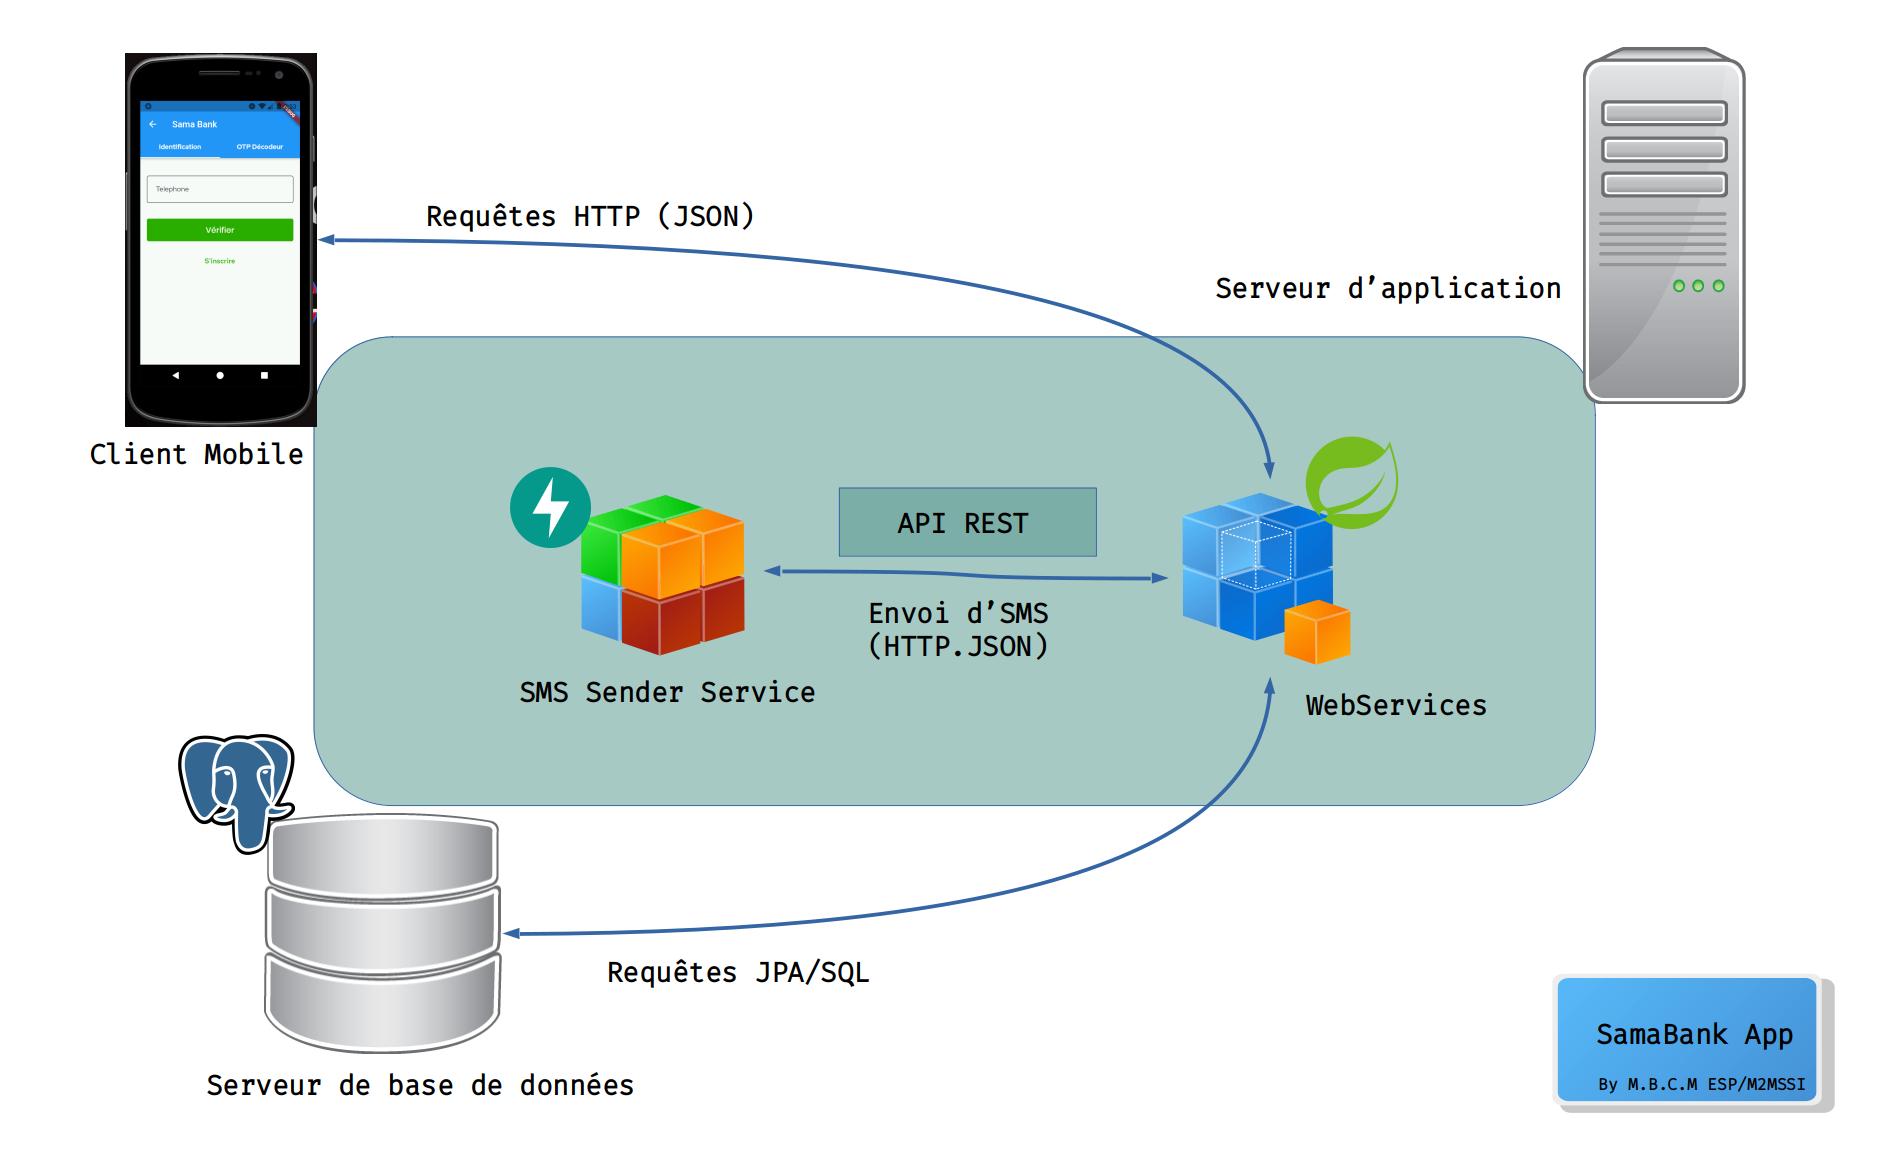 Sama Bank
Identification
OTP Décodeur
Telephone
Vérifier
S'inscrire
Client Mobile
Requêtes HTTP (JSON)
Serveur d’application
API REST
Envoi d’SMS
(HTTP.JSON)
SMS Sender Service
WebServices
Requêtes JPA/SQL
Serveur de base de données
SamaBank App
By M.B.C.M ESP/M2MSSI